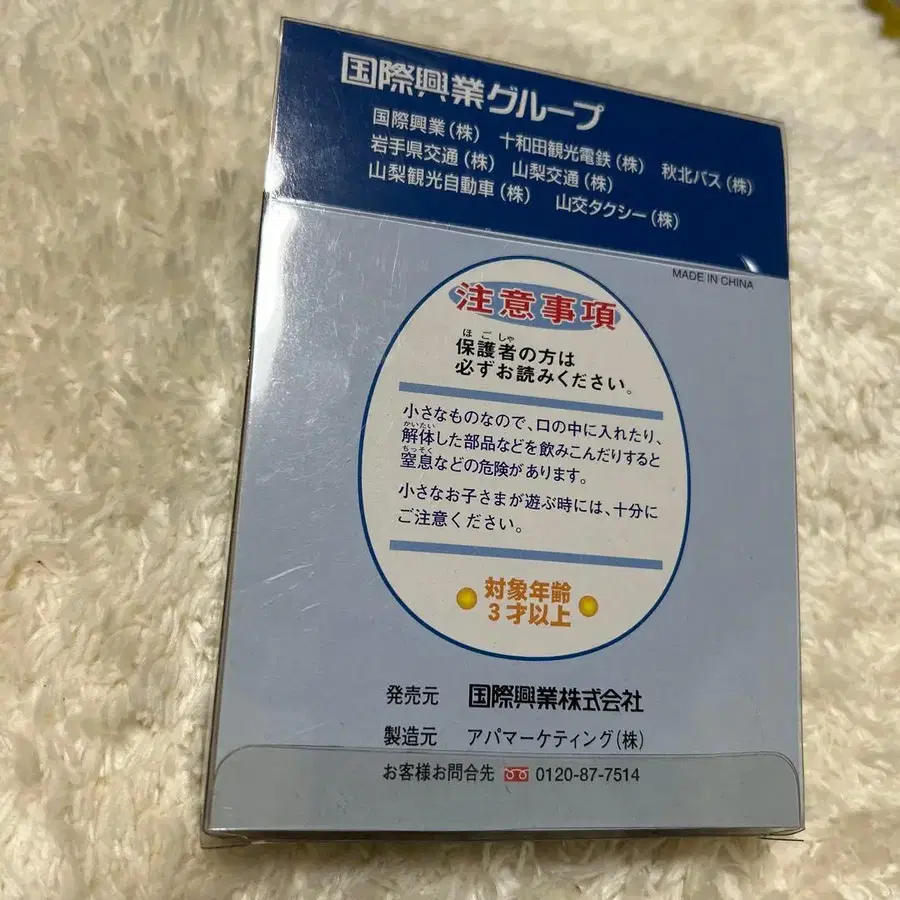 国際興業グループ
国際興業(株) 十和田観光電鉄(株) 秋北バス(株)
岩手県交通(株) 山梨交通(株)
山梨観光自動車(株) 山交タクシー(株)
MADE IN CHINA
注意事項
ほごしゃ
保護者の方は
必ずお読みください。
小さなものなので、口の中に入れたり、
かいたい
解体した部品などを飲みこんだりすると
ちっそく
窒息などの危険があります。
小さなお子さまが遊ぶ時には、十分に
ご注意ください。
対象年齢
3才以上
発売元 国際興業株式会社
製造元 アパマーケティング(株)
お客様お問合先 0120-87-7514